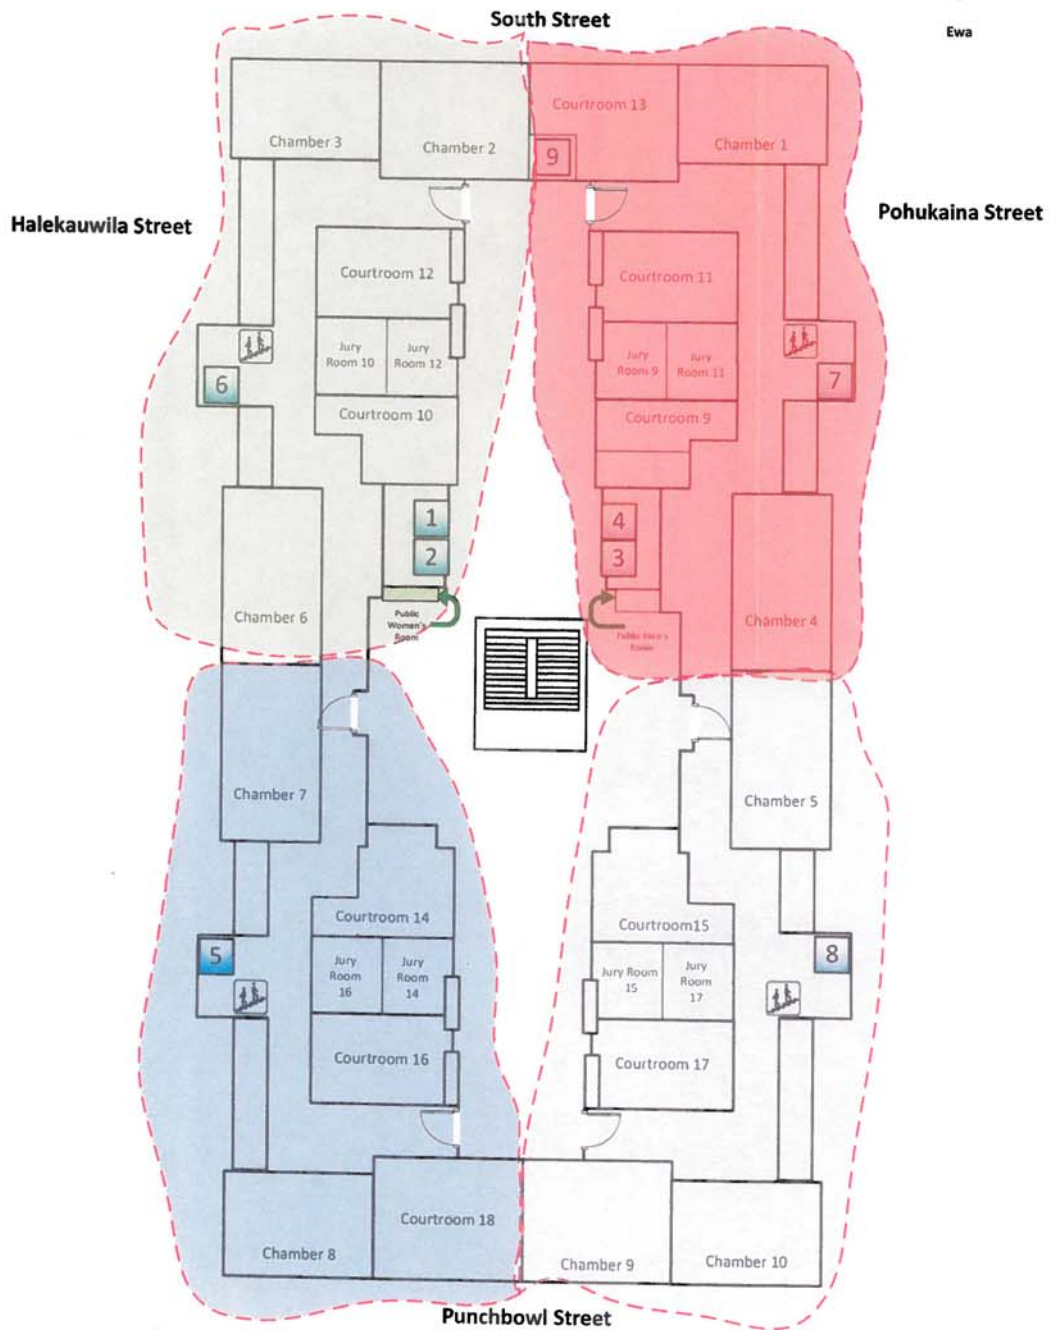 South Street
Ewa
Halekauwila Street
Pohukaina Street
Chamber 3
Chamber 2
Courtroom 13
Chamber 1
9
Courtroom 12
Courtroom 11
Jury
Room 10
Jury
Room 12
Jury
Room 9
Jury
Room 11
6
7
Courtroom 10
Courtroom 9
1
2
4
3
Chamber 6
Public
Women's
Room
Public Men's
Room
Chamber 4
Chamber 7
Chamber 5
Courtroom 14
Courtroom15
5
Jury
Room
16
Jury
Room
14
Jury Room
15
Jury
Room
17
8
Courtroom 16
Courtroom 17
Chamber 8
Courtroom 18
Chamber 9
Chamber 10
Punchbowl Street